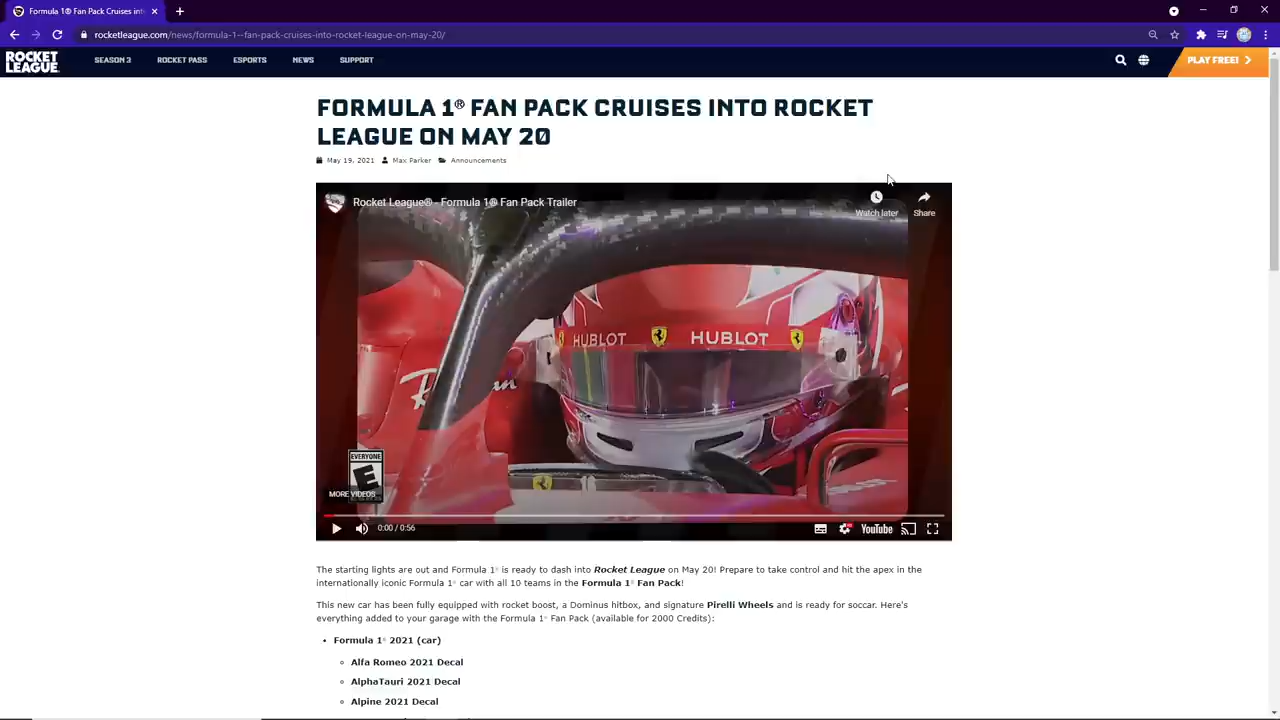 Formula 1® Fan Pack Cruises into
rocketleague.com/news/formula-1--fan-pack-cruises-into-rocket-league-on-may-20/
ROCKET
LEAGUE
SEASON 3
ROCKET PASS
ESPORTS
NEWS
SUPPORT
PLAY FREE!
FORMULA 1® FAN PACK CRUISES INTO ROCKET
LEAGUE ON MAY 20
May 19, 2021 Max Parker Announcements
Rocket League® - Formula 1® Fan Pack Trailer
Watch later
Share
HUBLOT HUBLOT
EVERYONE
E
MORE VIDEOS
0:00 / 0:56
YouTube
The starting lights are out and Formula 1® is ready to dash into Rocket League on May 20! Prepare to take control and hit the apex in the
internationally iconic Formula 1® car with all 10 teams in the Formula 1® Fan Pack!
This new car has been fully equipped with rocket boost, a Dominus hitbox, and signature Pirelli Wheels and is ready for soccar. Here's
everything added to your garage with the Formula 1® Fan Pack (available for 2000 Credits):
Formula 1® 2021 (car)
Alfa Romeo 2021 Decal
AlphaTauri 2021 Decal
Alpine 2021 Decal